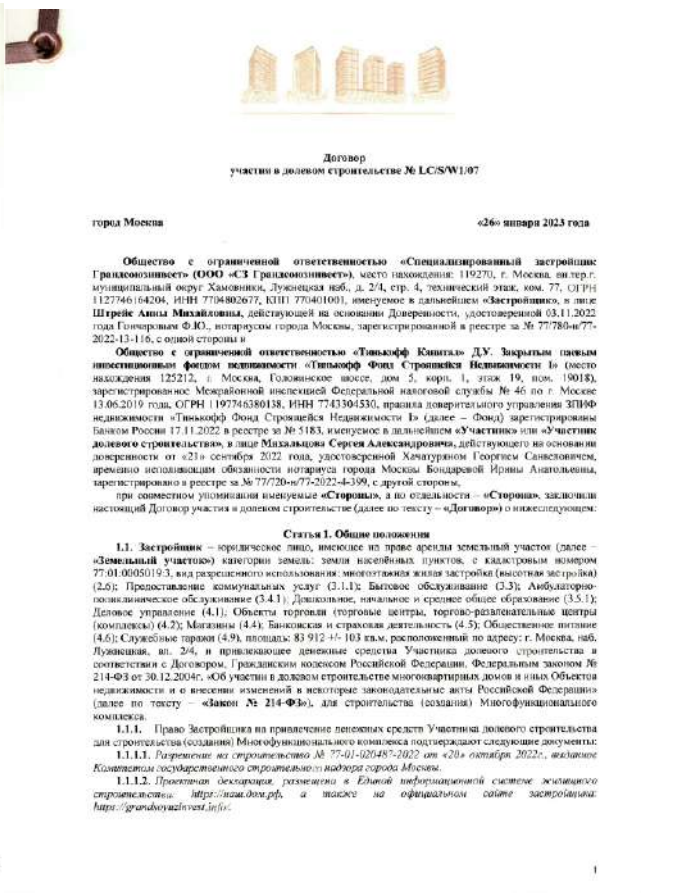 Договор
участия в долевом строительстве № LC/S/W1/07
город Москва «26» января 2023 года
Общество с ограниченной ответственностью «Специализированный застройщик
Грандсоюзинвест» (ООО «СЗ Грандсоюзинвест»), место нахождения: 119270, г. Москва, вн.тер.г.
муниципальный округ Хамовники, Лужнецкая наб., д. 2/4, стр. 4, технический этаж, ком. 77, ОГРН
1127746164204, ИНН 7704802677, КПП 770401001, именуемое в дальнейшем «Застройщик», в лице
Штрейс Анны Михайловны, действующей на основании Доверенности, удостоверенной 03.11.2022
года Гончаровым Ф.Ю., нотариусом города Москвы, зарегистрированной в реестре за № 77/780-н/77-
2022-13-116, с одной стороны и
Общество с ограниченной ответственностью «Тинькофф Капитал» Д.У. Закрытым паевым
инвестиционным фондом недвижимости «Тинькофф Фонд Строящейся Недвижимости 1» (место
нахождения 125212, г. Москва, Головинское шоссе, дом 5, корп. 1, этаж 19, пом. 19018),
зарегистрированное Межрайонной инспекцией Федеральной налоговой службы № 46 по г. Москве
13.06.2019 года, ОГРН 1197746380138, ИНН 7743304530, правила доверительного управления ЗПИФ
недвижимости «Тинькофф Фонд Строящейся Недвижимости 1» (далее – Фонд) зарегистрированы
Банком России 17.11.2022 в реестре за № 5183, именуемое в дальнейшем «Участник» или «Участник
долевого строительства», в лице Михальцова Сергея Александровича, действующего на основании
доверенности от «21» сентября 2022 года, удостоверенной Хачатуряном Георгием Санвеловичем,
временно исполняющим обязанности нотариуса города Москвы Бондаревой Ирины Анатольевны,
зарегистрировано в реестре за № 77/720-н/77-2022-4-399, с другой стороны,
при совместном упоминании именуемые «Стороны», а по отдельности – «Сторона», заключили
настоящий Договор участия в долевом строительстве (далее по тексту – «Договор») о нижеследующем:
Статья 1. Общие положения
1.1. Застройщик – юридическое лицо, имеющее на праве аренды земельный участок (далее –
«Земельный участок») категории земель: земли населённых пунктов, с кадастровым номером
77:01:0005019:3, вид разрешенного использования: многоэтажная жилая застройка (высотная застройка)
(2.6); Предоставление коммунальных услуг (3.1.1); Бытовое обслуживание (3.3); Амбулаторно-
поликлиническое обслуживание (3.4.1); Дошкольное, начальное и среднее общее образование (3.5.1);
Деловое управление (4.1); Объекты торговли (торговые центры, торгово-развлекательные центры
(комплексы) (4.2); Магазины (4.4); Банковская и страховая деятельность (4.5); Общественное питание
(4.6); Служебные гаражи (4.9), площадь: 83 912 +/- 103 кв.м, расположенный по адресу: г. Москва, наб.
Лужнецкая, вл. 2/4, и привлекающее денежные средства Участника долевого строительства в
соответствии с Договором, Гражданским кодексом Российской Федерации, Федеральным законом №
214-ФЗ от 30.12.2004г. «Об участии в долевом строительстве многоквартирных домов и иных Объектов
недвижимости и о внесении изменений в некоторые законодательные акты Российской Федерации»
(далее по тексту – «Закон № 214-ФЗ»), для строительства (создания) Многофункционального
комплекса.
1.1.1. Право Застройщика на привлечение денежных средств Участника долевого строительства
для строительства (создания) Многофункционального комплекса подтверждают следующие документы:
1.1.1.1. Разрешение на строительство № 77-01-020487-2022 от «20» октября 2022г., выданное
Комитетом государственного строительного надзора города Москвы.
1.1.1.2. Проектная декларация, размещена в Единой информационной системе жилищного
строительства: https://наш.дом.рф, а также на официальном сайте застройщика:
https://grandsoyuzinvest.info/.
1